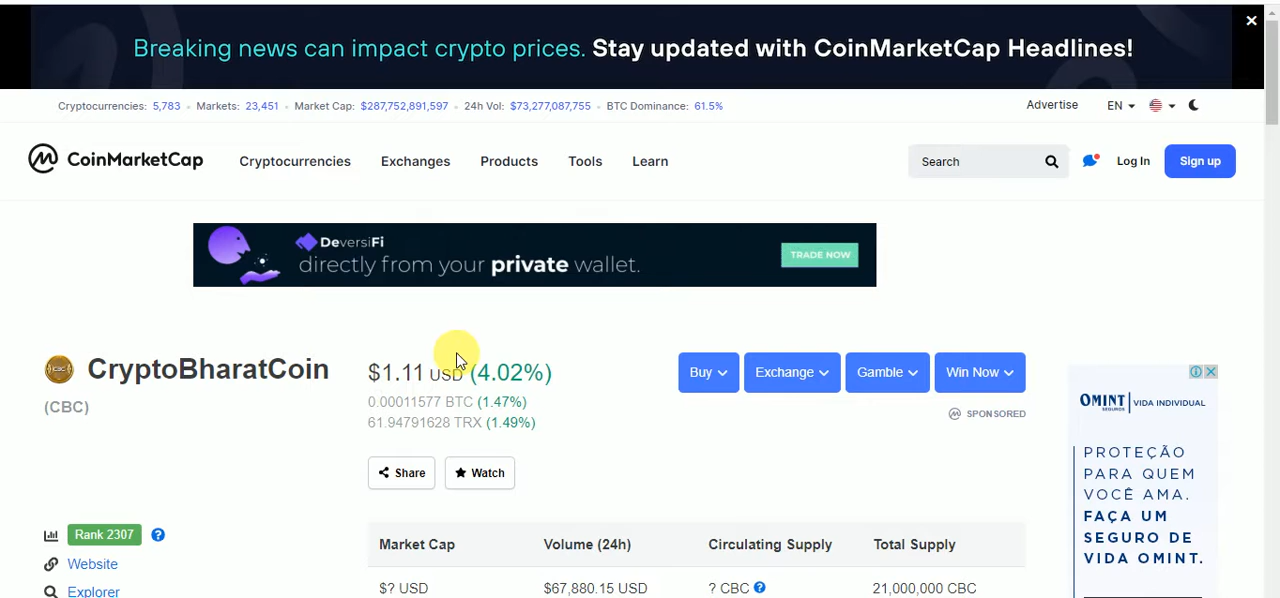 Breaking news can impact crypto prices. Stay updated with CoinMarketCap Headlines!
Cryptocurrencies: 5,783 • Markets: 23,451 • Market Cap: $287,752,891,597 • 24h Vol: $73,277,087,755 • BTC Dominance: 61.5%
Advertise EN
CoinMarketCap Cryptocurrencies Exchanges Products Tools Learn Search Log In Sign up
DeversiFi
directly from your private wallet.
TRADE NOW
CryptoBharatCoin
(CBC)
$1.11 USD (4.02%)
0.00011577 BTC (1.47%)
61.94791628 TRX (1.49%)
Buy Exchange Gamble Win Now
SPONSORED
Share Watch
Rank 2307
Website
Explorer
Market Cap Volume (24h) Circulating Supply Total Supply
$? USD $67,880.15 USD ? CBC 21,000,000 CBC
OMINT SEGUROS VIDA INDIVIDUAL
PROTEÇÃO
PARA QUEM
VOCÊ AMA.
FAÇA UM
SEGURO DE
VIDA OMINT.